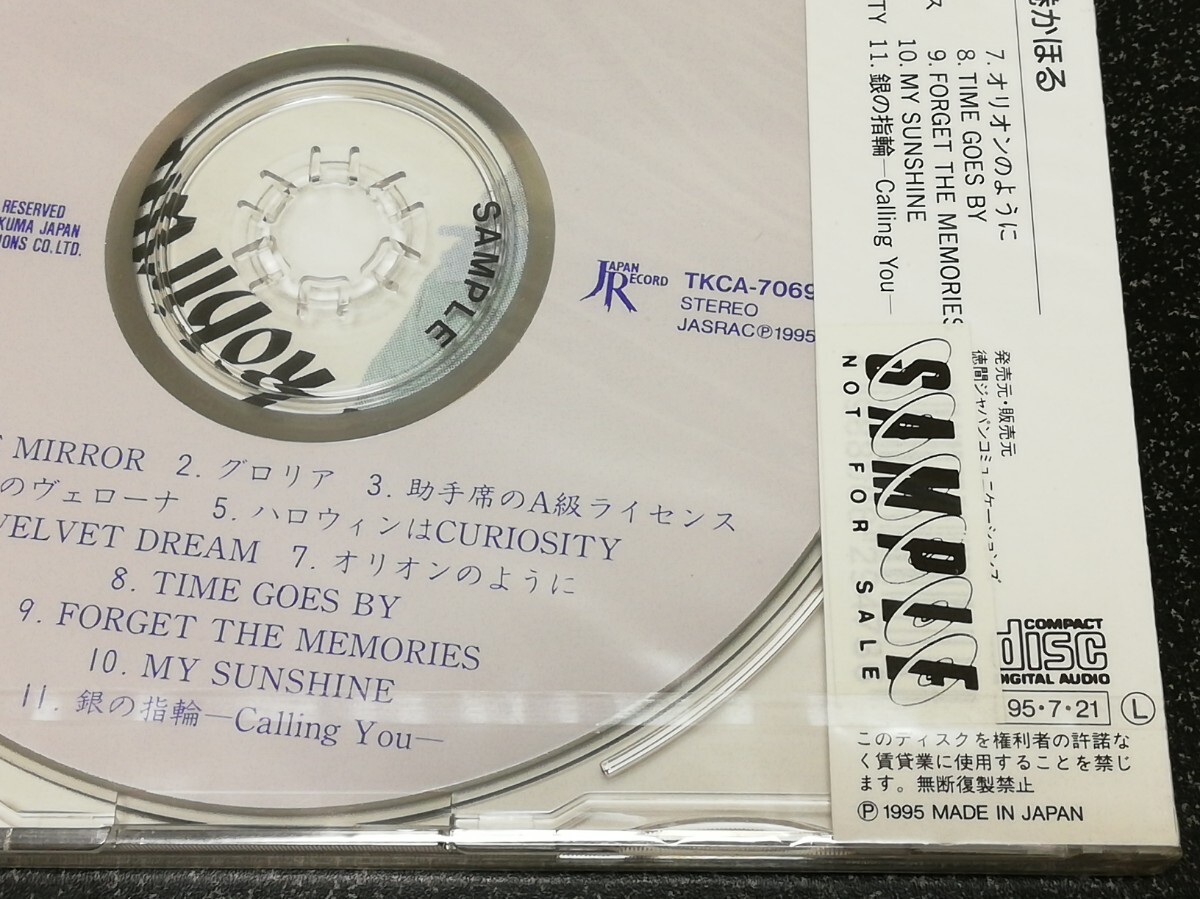 RESERVED
KUMA JAPAN
IONS CO.LTD.
SAMPLE
JAPAN
RECORD
TKCA-7069
STEREO
JASRACⓅ1995
MIRROR 2. グロリア 3. 助手席のA級ライセンス
のヴェローナ 5. ハロウィンはCURIOSITY
VELVET DREAM 7. オリオンのように
8. TIME GOES BY
9. FORGET THE MEMORIES
10. MY SUNSHINE
11. 銀の指輪—Calling You—
かほる
7. オリオンのように
8. TIME GOES BY
9. FORGET THE MEMORIES
10. MY SUNSHINE
11. 銀の指輪—Calling You—
ス
ITY
発売元・販売元
徳間ジャパンコミュニケーションズ
SAMPLE
NOT FOR SALE
COMPACT
disc
DIGITAL AUDIO
95・7・21 Ⓛ
このディスクを権利者の許諾な
く賃貸業に使用することを禁じ
ます。無断複製禁止
Ⓟ 1995 MADE IN JAPAN